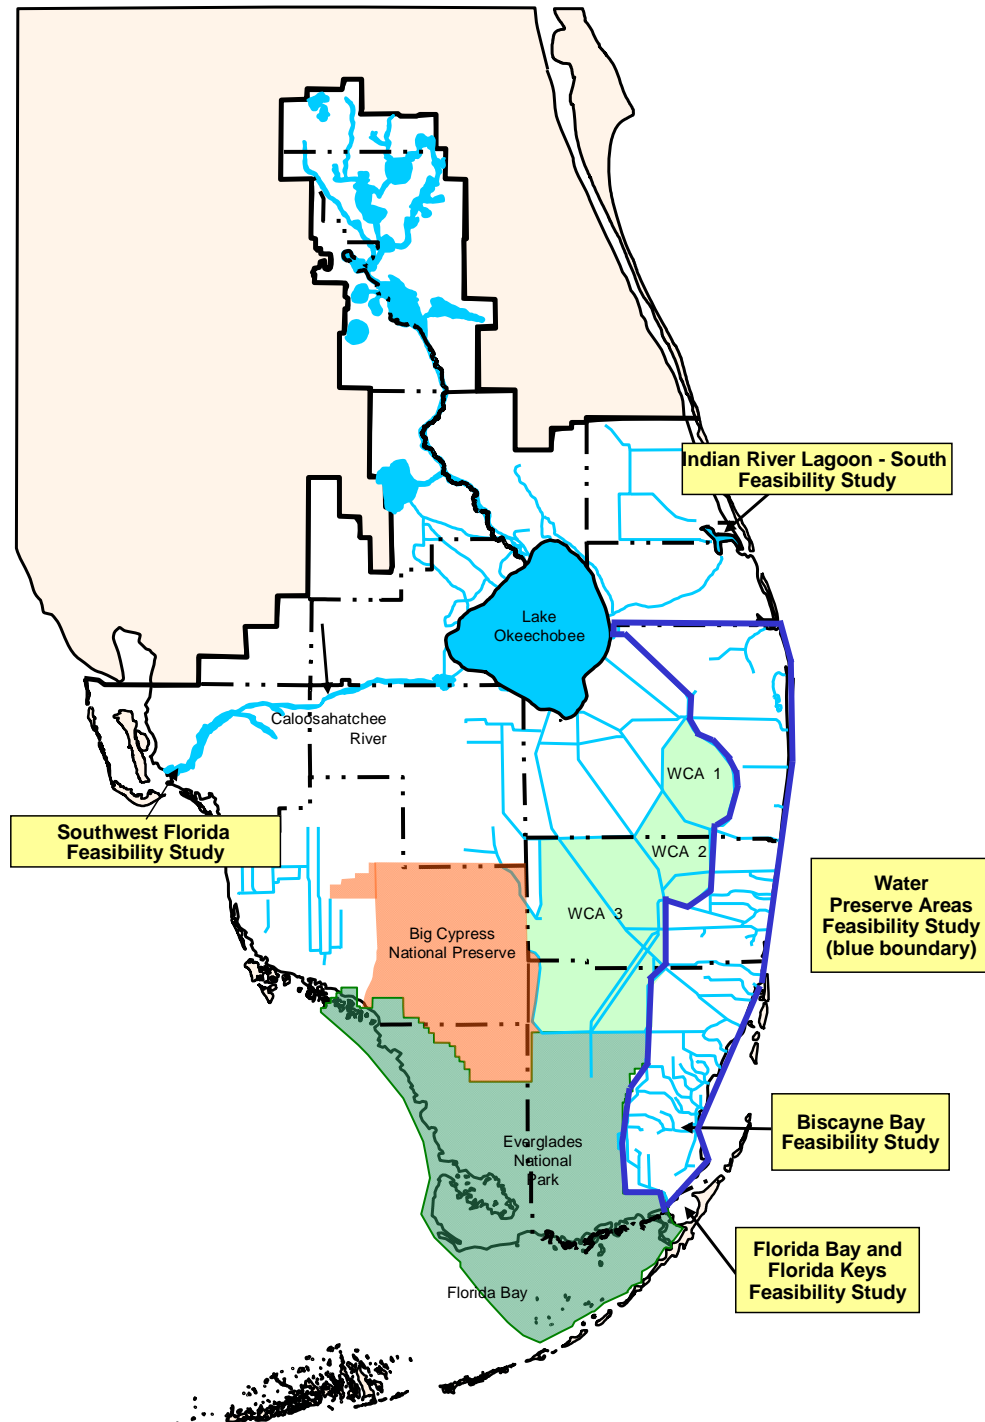 Indian River Lagoon - South
Feasibility Study
Lake
Okeechobee
Caloosahatchee
River
WCA 1
Southwest Florida
Feasibility Study
WCA 2
Water
Preserve Areas
Feasibility Study
(blue boundary)
WCA 3
Big Cypress
National Preserve
Biscayne Bay
Feasibility Study
Everglades
National
Park
Florida Bay and
Florida Keys
Feasibility Study
Florida Bay